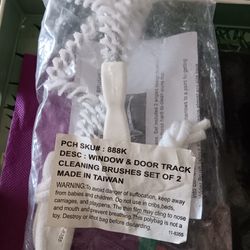 PCH SKU# : 888K
DESC : WINDOW & DOOR TRACK
CLEANING BRUSHES SET OF 2
MADE IN TAIWAN
WARNING: To avoid danger of suffocation, keep away
from babies and children. Do not use in cribs, beds,
carriages, and playpens. The thin film may cling to nose
and mouth and prevent breathing. This polybag is not a
toy. Destroy or knot bag before discarding.